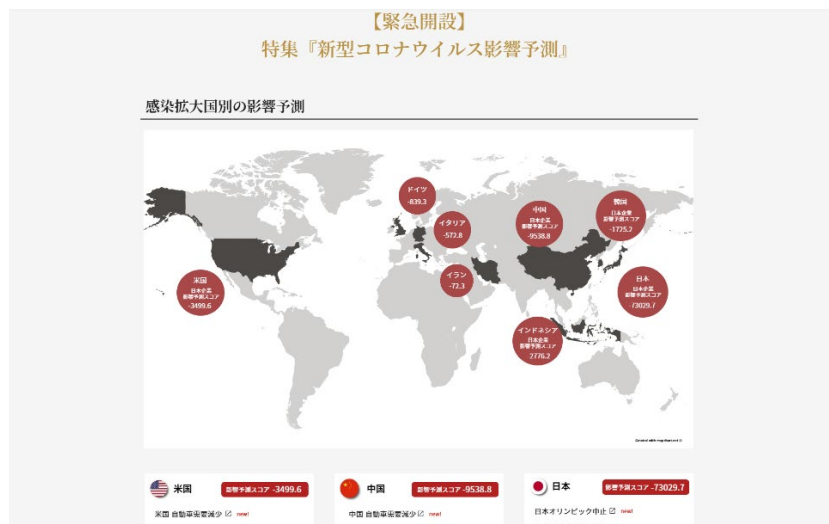 【緊急開設】
特集『新型コロナウイルス影響予測』
感染拡大国別の影響予測
ドイツ
-839.3
イタリア
-572.8
イラン
-72.3
中国
日本企業
影響予測スコア
-9538.8
韓国
日本企業
影響予測スコア
-1725.2
米国
日本企業
影響予測スコア
-3499.6
日本
日本企業
影響予測スコア
-73029.7
インドネシア
日本企業
影響予測スコア
2776.2
Created with mapchart.net ©
米国
影響予測スコア -3499.6
米国 自動車需要減少 new!
中国
影響予測スコア -9538.8
中国 自動車需要減少 new!
日本
影響予測スコア -73029.7
日本オリンピック中止 new!